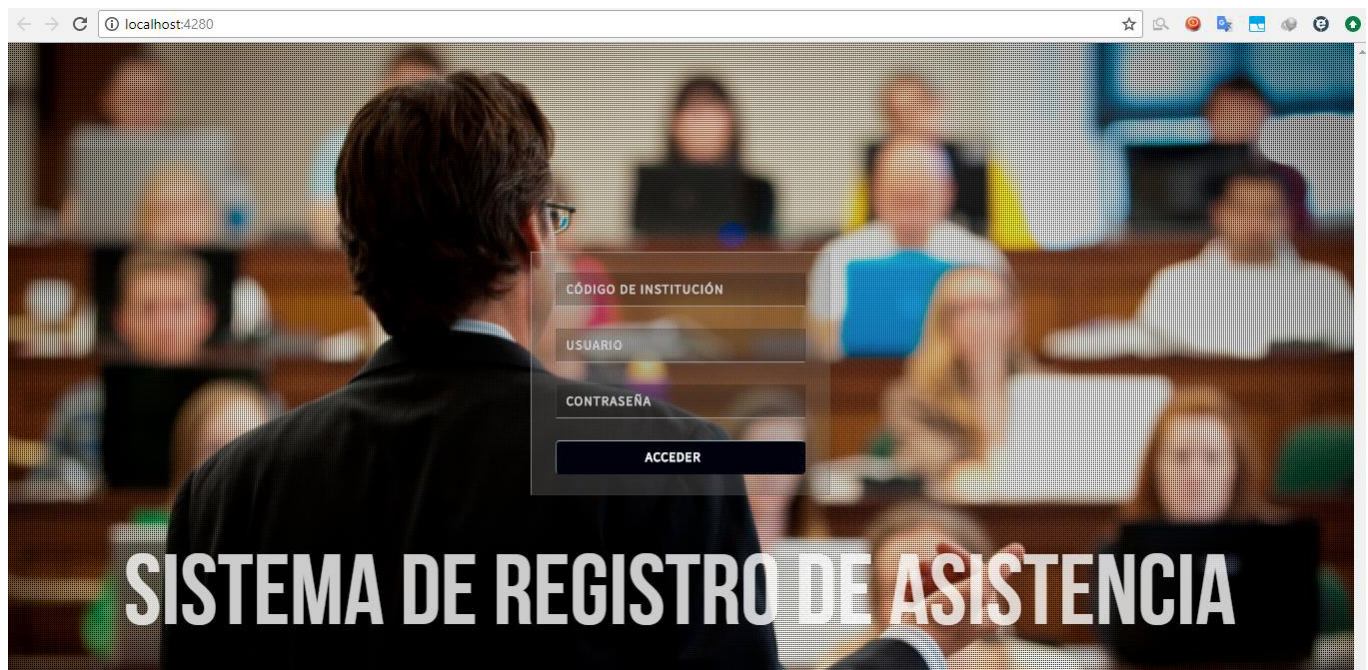 localhost:4280
CÓDIGO DE INSTITUCIÓN
USUARIO
CONTRASEÑA
ACCEDER
SISTEMA DE REGISTRO DE ASISTENCIA